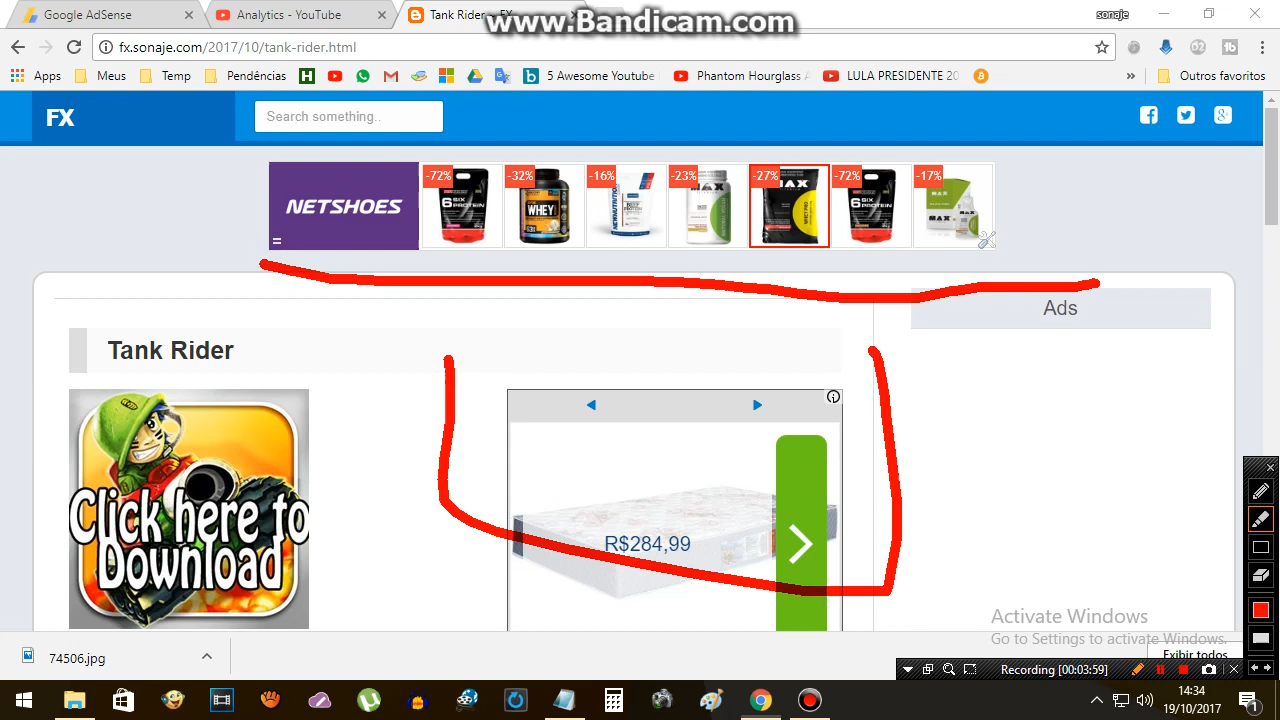 Google AdSense
Analytics - YouTube
www.Bandicam.com
sonaje
fx.sonaje.com/2017/10/tank-rider.html
Apps
Meus
Temp
Pendências
5 Awesome Youtube
Phantom Hourglass A
LULA PRESIDENTE 20
»
Outros favoritos
FX
Search something..
NETSHOES
-72%
-32%
-16%
-23%
-27%
-72%
-17%
Ads
Tank Rider
Click here to
Download
R$284,99
Activate Windows
Go to Settings to activate Windows.
74506.jpg
Exibir todos
Recording [00:03:59]
14:34
19/10/2017